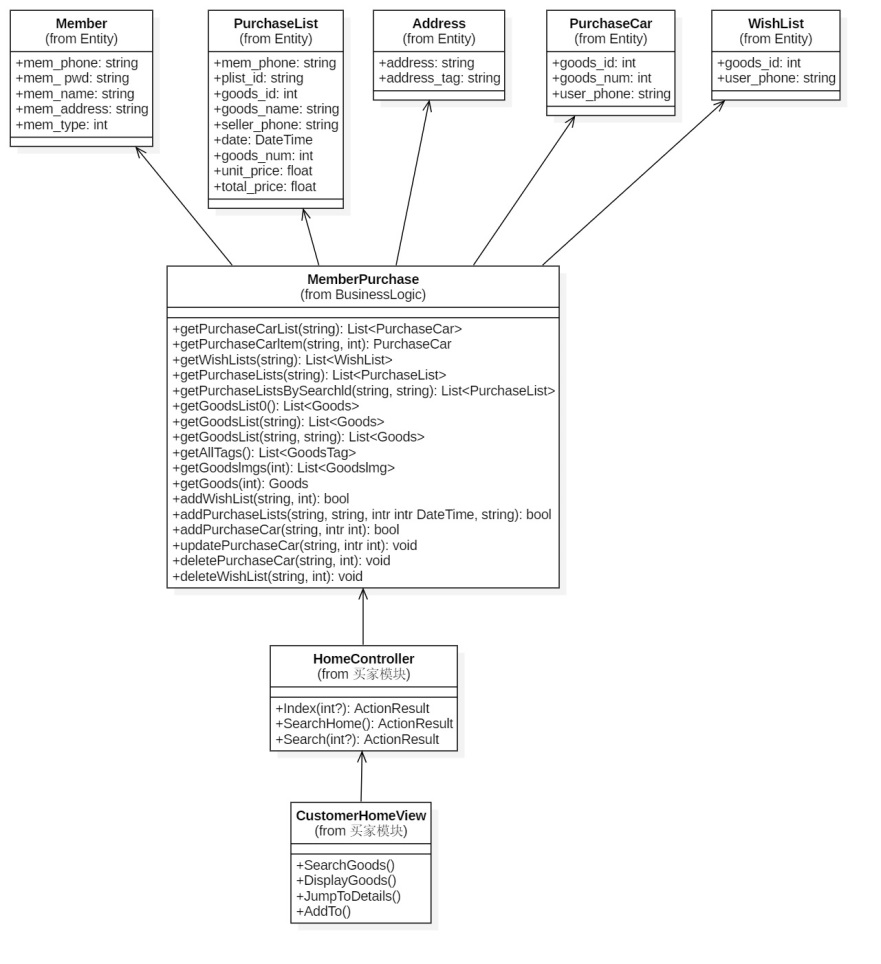 Member
(from Entity)
+mem_phone: string
+mem_ pwd: string
+mem_name: string
+mem_address: string
+mem_type: int
PurchaseList
(from Entity)
+mem_phone: string
+plist_id: string
+goods_id: int
+goods_name: string
+seller_phone: string
+date: DateTime
+goods_num: int
+unit_price: float
+total_price: float
Address
(from Entity)
+address: string
+address_tag: string
PurchaseCar
(from Entity)
+goods_id: int
+goods_num: int
+user_phone: string
WishList
(from Entity)
+goods_id: int
+user_phone: string
MemberPurchase
(from BusinessLogic)
+getPurchaseCarList(string): List<PurchaseCar>
+getPurchaseCarItem(string, int): PurchaseCar
+getWishLists(string): List<WishList>
+getPurchaseLists(string): List<PurchaseList>
+getPurchaseListsBySearchld(string, string): List<PurchaseList>
+getGoodsList0(): List<Goods>
+getGoodsList(string): List<Goods>
+getGoodsList(string, string): List<Goods>
+getAllTags(): List<GoodsTag>
+getGoodslmgs(int): List<Goodslmg>
+getGoods(int): Goods
+addWishList(string, int): bool
+addPurchaseLists(string, string, intr intr DateTime, string): bool
+addPurchaseCar(string, intr int): bool
+updatePurchaseCar(string, intr int): void
+deletePurchaseCar(string, int): void
+deleteWishList(string, int): void
HomeController
(from 买家模块)
+Index(int?): ActionResult
+SearchHome(): ActionResult
+Search(int?): ActionResult
CustomerHomeView
(from 买家模块)
+SearchGoods()
+DisplayGoods()
+JumpToDetails()
+AddTo()